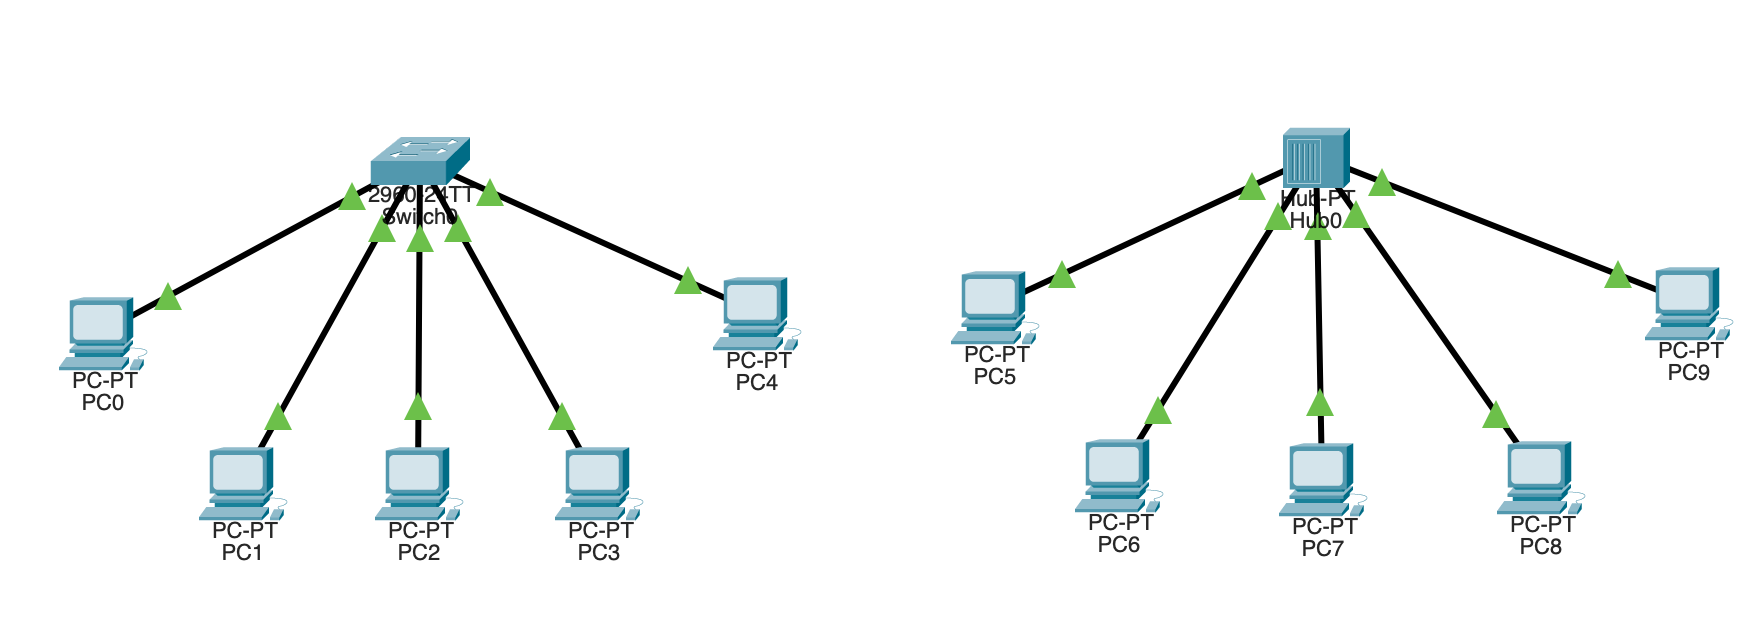 2960-24TT
Switch0
PC-PT
PC0
PC-PT
PC1
PC-PT
PC2
PC-PT
PC3
PC-PT
PC4
Hub-PT
Hub0
PC-PT
PC5
PC-PT
PC6
PC-PT
PC7
PC-PT
PC8
PC-PT
PC9